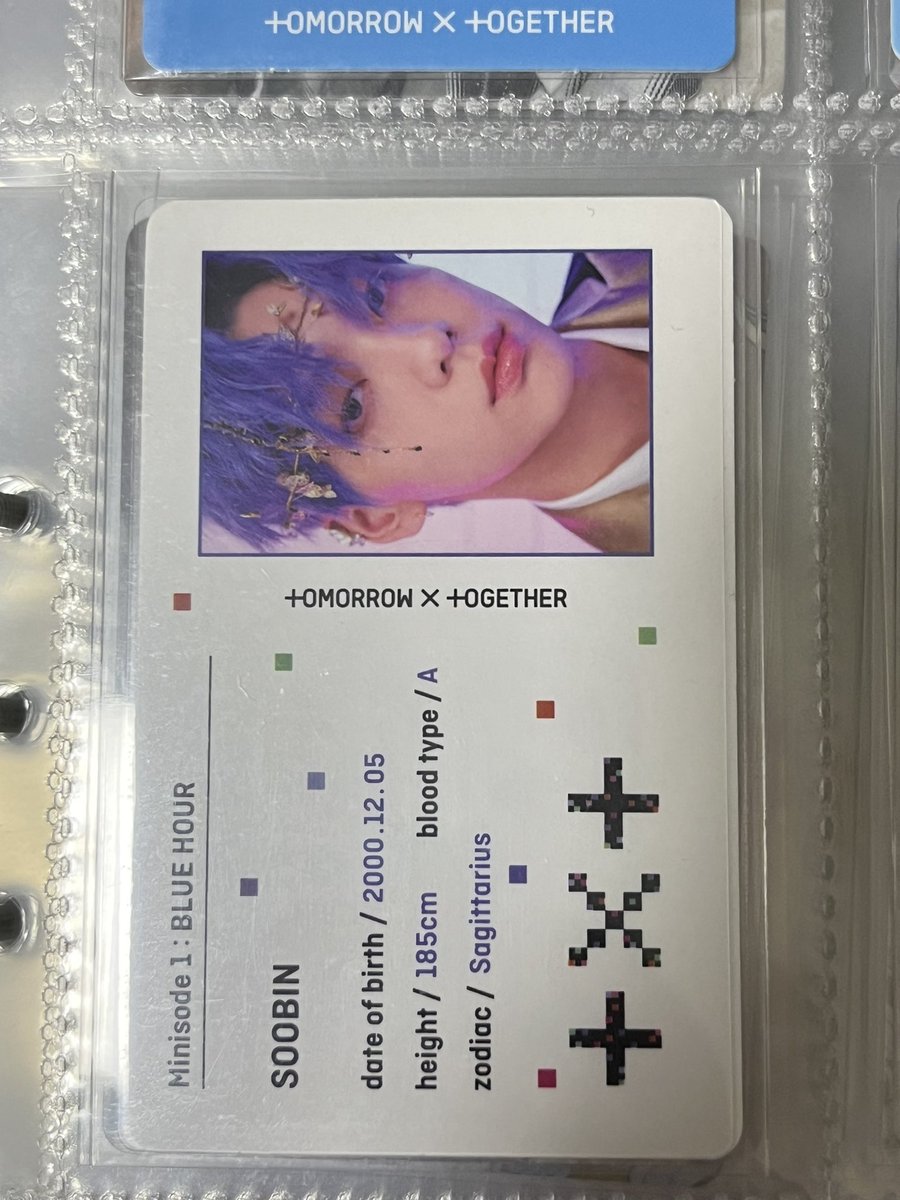 TOMORROW X TOGETHER
TOMORROW X TOGETHER
Minisode 1 : BLUE HOUR
SOOBIN
date of birth / 2000.12.05
height / 185cm blood type / A
zodiac / Sagittarius
+ X +